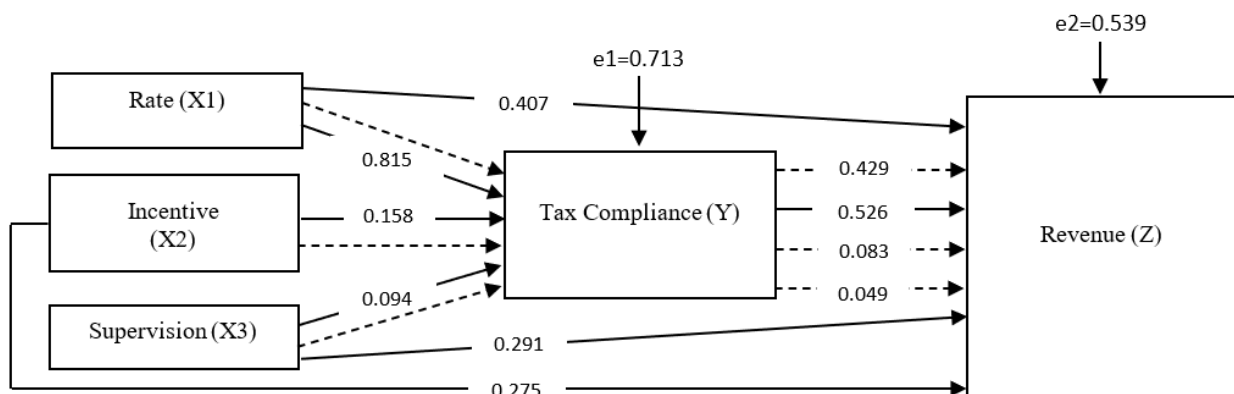 e2=0.539
e1=0.713
Rate (X1)
0.407
0.815
0.429
Incentive
(X2)
0.158
Tax Compliance (Y)
0.526
Revenue (Z)
0.083
0.094
0.049
Supervision (X3)
0.291
0.275